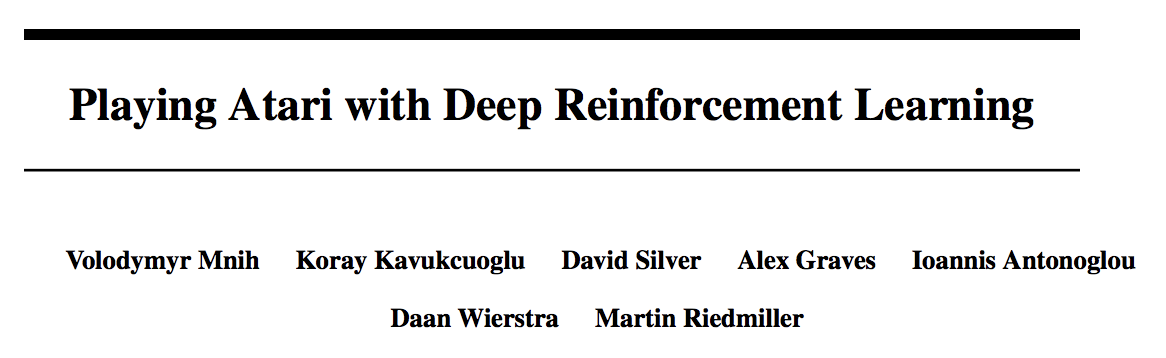 Playing Atari with Deep Reinforcement Learning
Volodymyr Mnih Koray Kavukcuoglu David Silver Alex Graves Ioannis Antonoglou
Daan Wierstra Martin Riedmiller